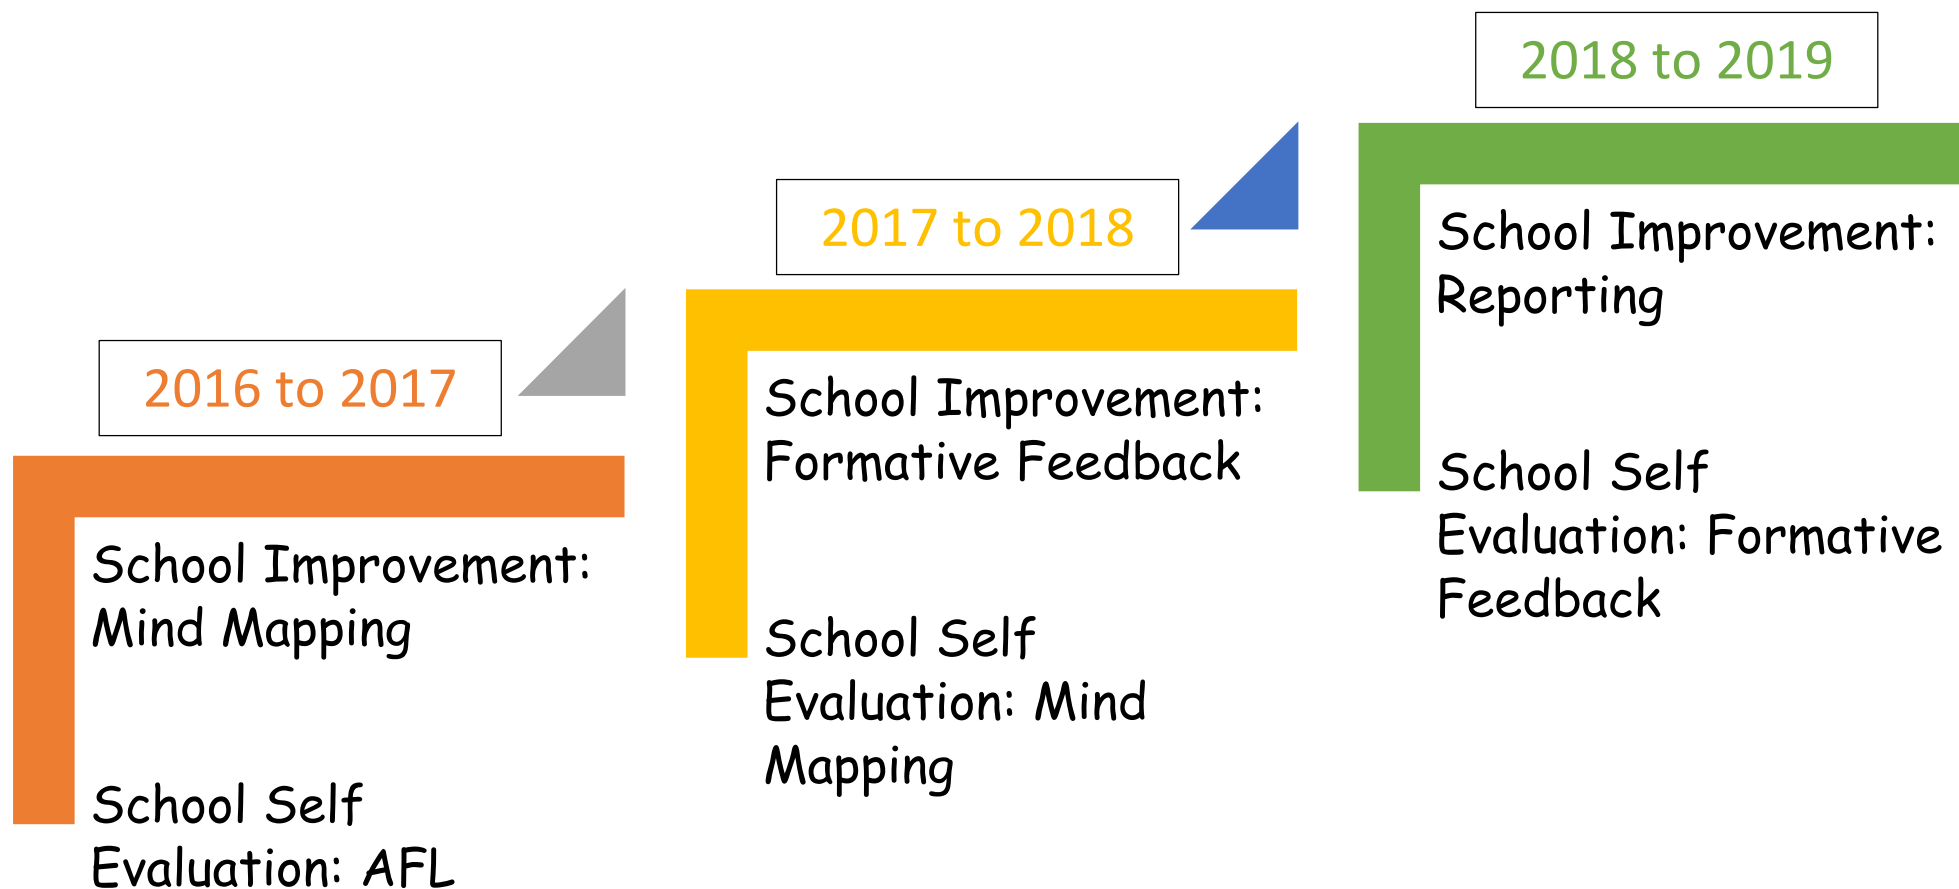 2016 to 2017
School Improvement:
Mind Mapping
School Self
Evaluation: AFL
2017 to 2018
School Improvement:
Formative Feedback
School Self
Evaluation: Mind
Mapping
2018 to 2019
School Improvement:
Reporting
School Self
Evaluation: Formative
Feedback